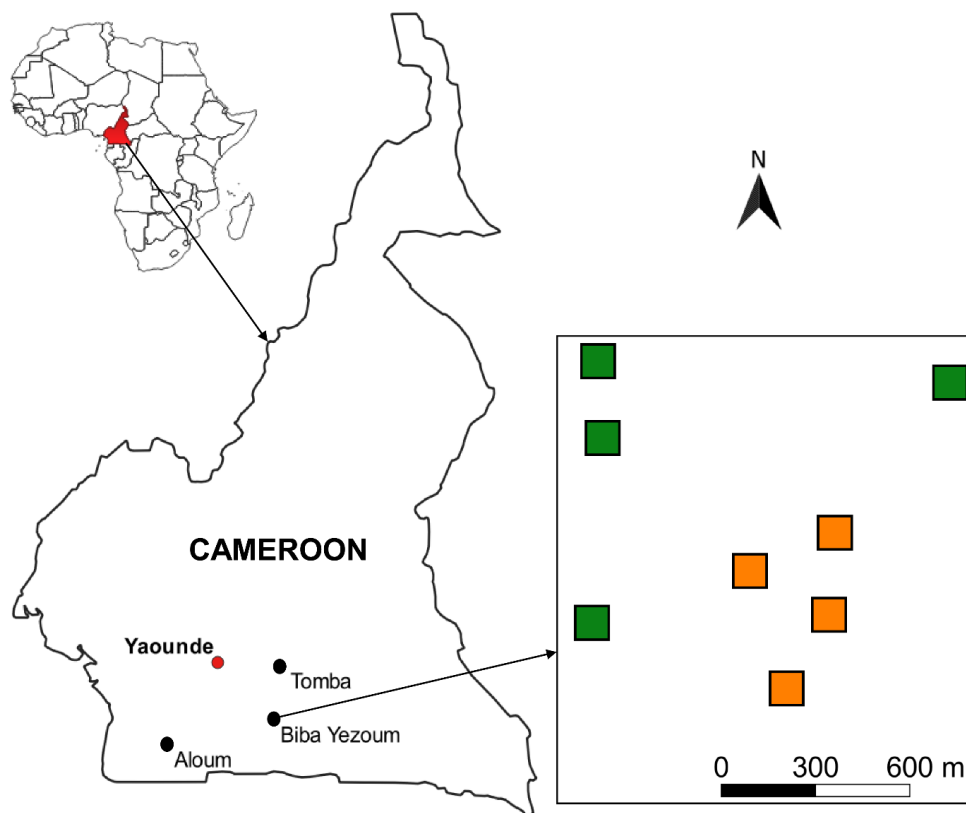 N
CAMEROON
Yaounde
Tomba
Biba Yezoum
Aloum
0 300 600 m